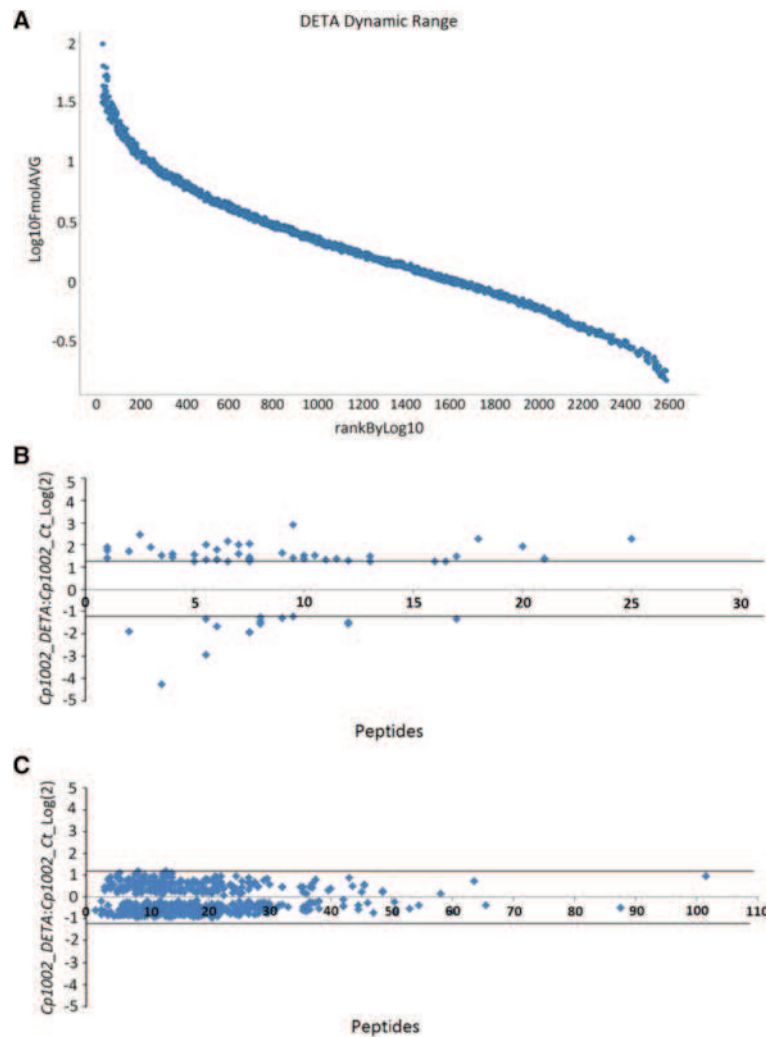 A
DETA Dynamic Range
Log10FmolAVG
2
1.5
1
0.5
0
-0.5
0 200 400 600 800 1000 1200 1400 1600 1800 2000 2200 2400 2600
rankByLog10
B
Cp1002_DETA:Cp1002_Ct_Log(2)
5
4
3
2
1
0
-1
-2
-3
-4
-5
0 5 10 15 20 25 30
Peptides
C
Cp1002_DETA:Cp1002_Ct_Log(2)
5
4
3
2
1
0
-1
-2
-3
-4
-5
0 10 20 30 40 50 60 70 80 90 100 110
Peptides